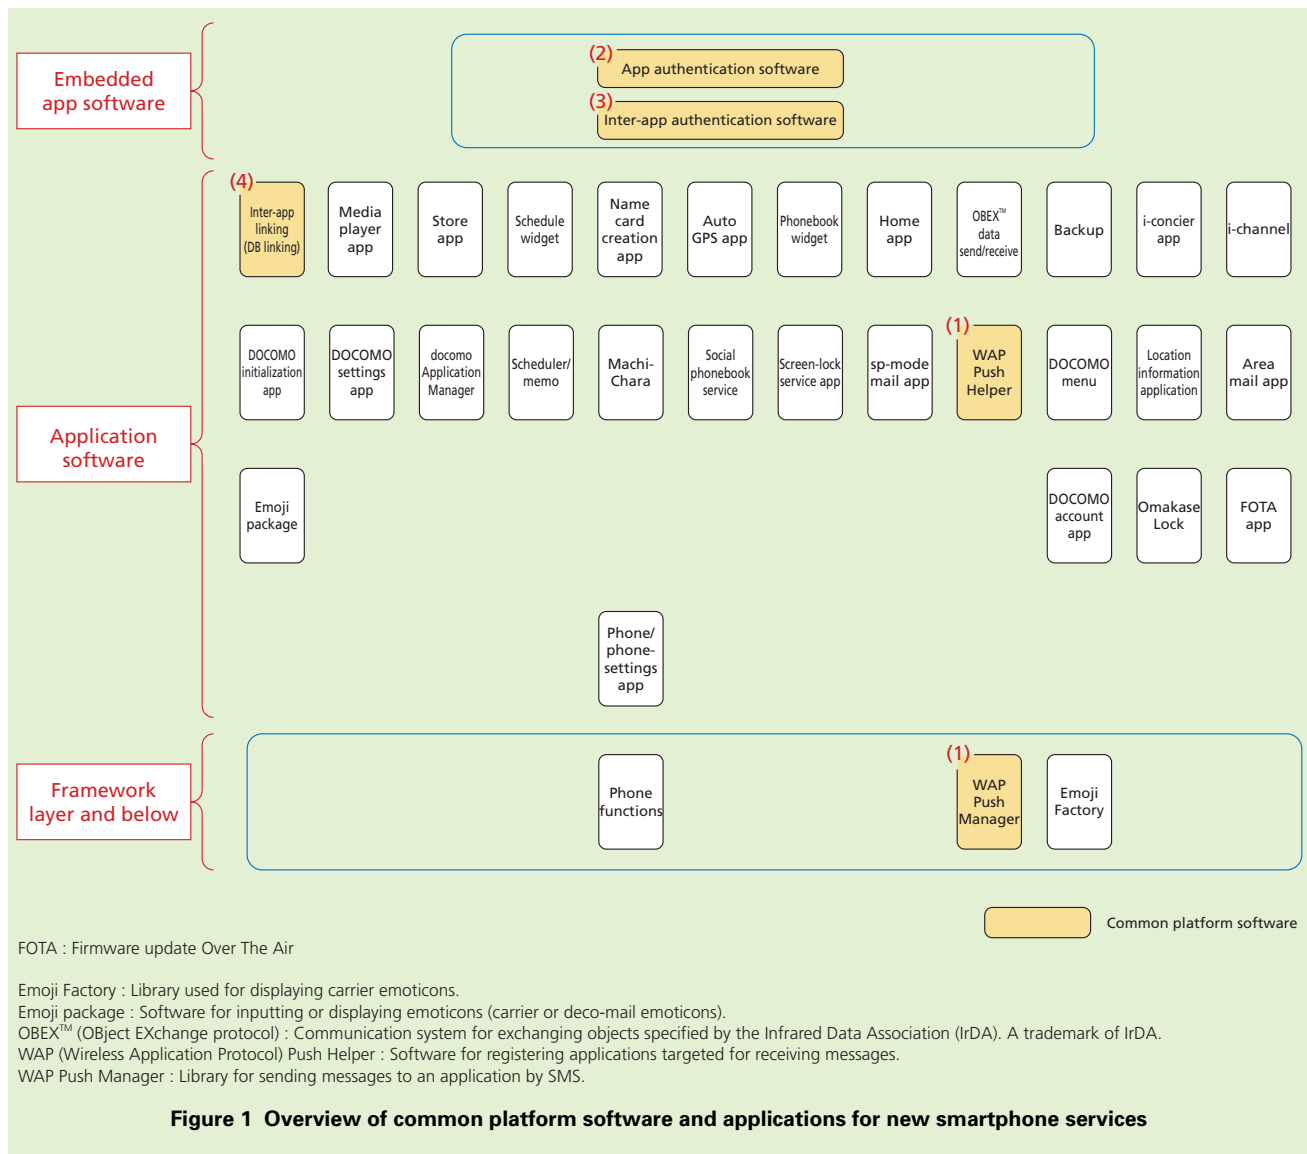 Embedded
app software
(2)
App authentication software
(3)
Inter-app authentication software
Application
software
(4)
Inter-app
linking
(DB linking)
Media
player
app
Store
app
Schedule
widget
Name
card
creation
app
Auto
GPS app
Phonebook
widget
Home
app
OBEX™
data
send/receive
Backup
i-concier
app
i-channel
DOCOMO
initialization
app
DOCOMO
settings
app
docomo
Application
Manager
Scheduler/
memo
Machi-
Chara
Social
phonebook
service
Screen-lock
service app
sp-mode
mail app
(1)
WAP
Push
Helper
DOCOMO
menu
Location
information
application
Area
mail app
Emoji
package
DOCOMO
account
app
Omakase
Lock
FOTA
app
Phone/
phone-
settings
app
Framework
layer and below
Phone
functions
(1)
WAP
Push
Manager
Emoji
Factory
Common platform software
FOTA : Firmware update Over The Air
Emoji Factory : Library used for displaying carrier emoticons.
Emoji package : Software for inputting or displaying emoticons (carrier or deco-mail emoticons).
OBEX™ (OBject EXchange protocol) : Communication system for exchanging objects specified by the Infrared Data Association (IrDA). A trademark of IrDA.
WAP (Wireless Application Protocol) Push Helper : Software for registering applications targeted for receiving messages.
WAP Push Manager : Library for sending messages to an application by SMS.
Figure 1 Overview of common platform software and applications for new smartphone services